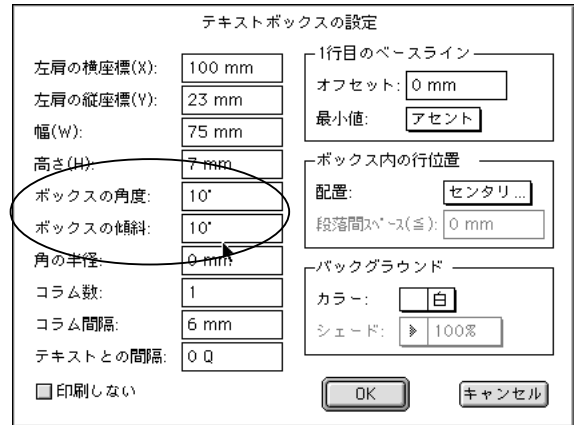 テキストボックスの設定
左肩の横座標(X): 100 mm
左肩の縦座標(Y): 23 mm
幅(W): 75 mm
高さ(H): 7 mm
ボックスの角度: 10°
ボックスの傾斜: 10°
角の半径: 0 mm
コラム数: 1
コラム間隔: 6 mm
テキストとの間隔: 0 Q
印刷しない
1行目のベースライン
オフセット: 0 mm
最小値: アセント
ボックス内の行位置
配置: センタリ...
段落間スペース(≦): 0 mm
バックグラウンド
カラー: 白
シェード: 100%
OK キャンセル